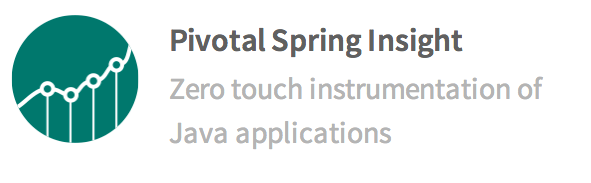 Pivotal Spring Insight
Zero touch instrumentation of
Java applications